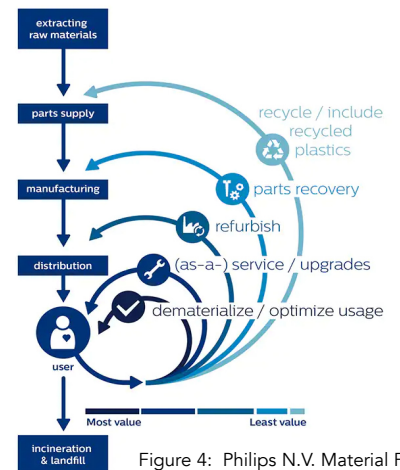 extracting
raw materials
parts supply
recycle / include
recycled
plastics
manufacturing
parts recovery
refurbish
distribution
(as-a-) service / upgrades
dematerialize / optimize usage
user
Most value
Least value
incineration
& landfill
Figure 4: Philips N.V. Material